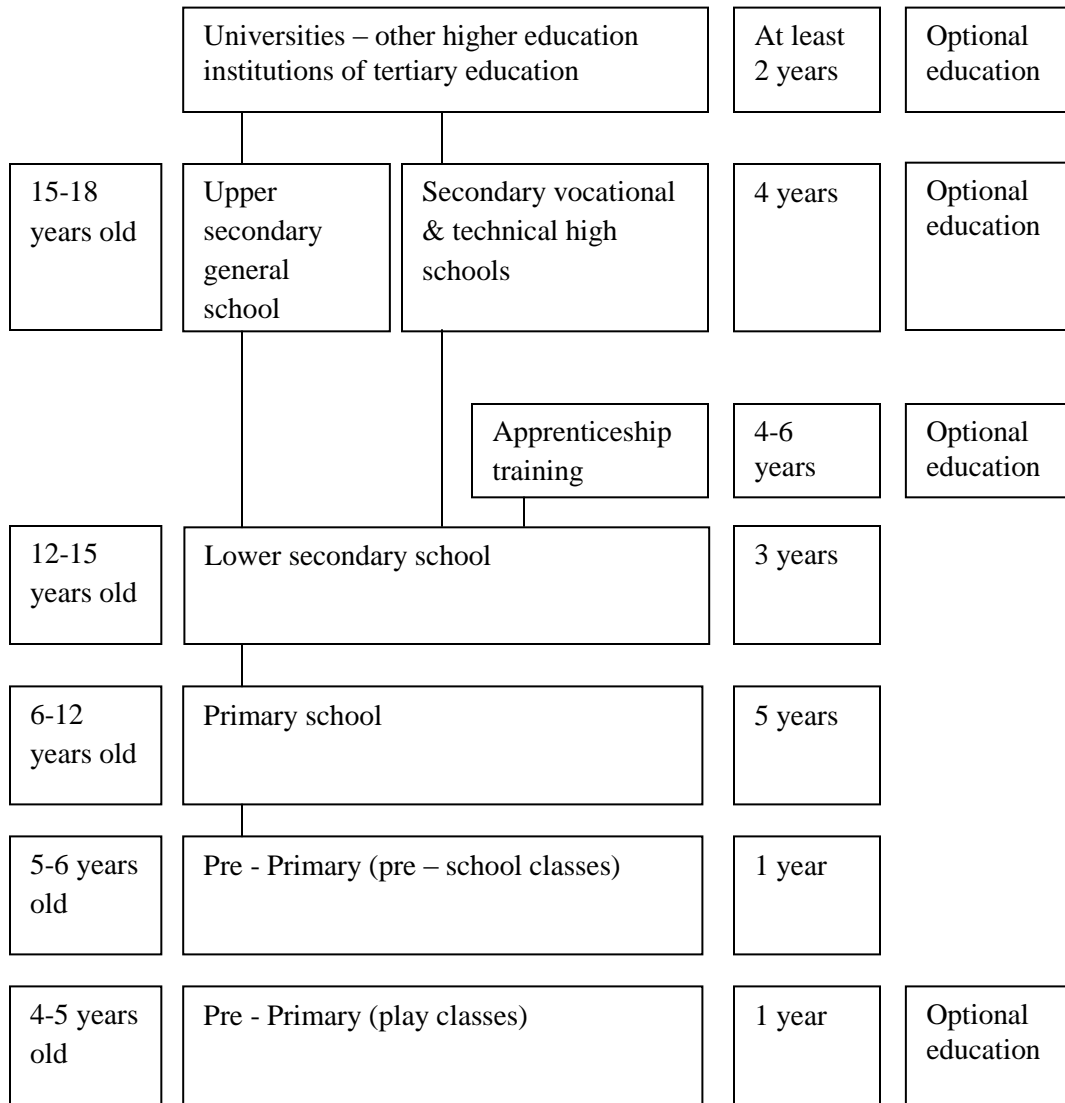 Universities – other higher education
institutions of tertiary education
At least
2 years
Optional
education
15-18
years old
Upper
secondary
general
school
Secondary vocational
& technical high
schools
4 years
Optional
education
Apprenticeship
training
4-6
years
Optional
education
12-15
years old
Lower secondary school
3 years
6-12
years old
Primary school
5 years
5-6 years
old
Pre - Primary (pre – school classes)
1 year
4-5 years
old
Pre - Primary (play classes)
1 year
Optional
education